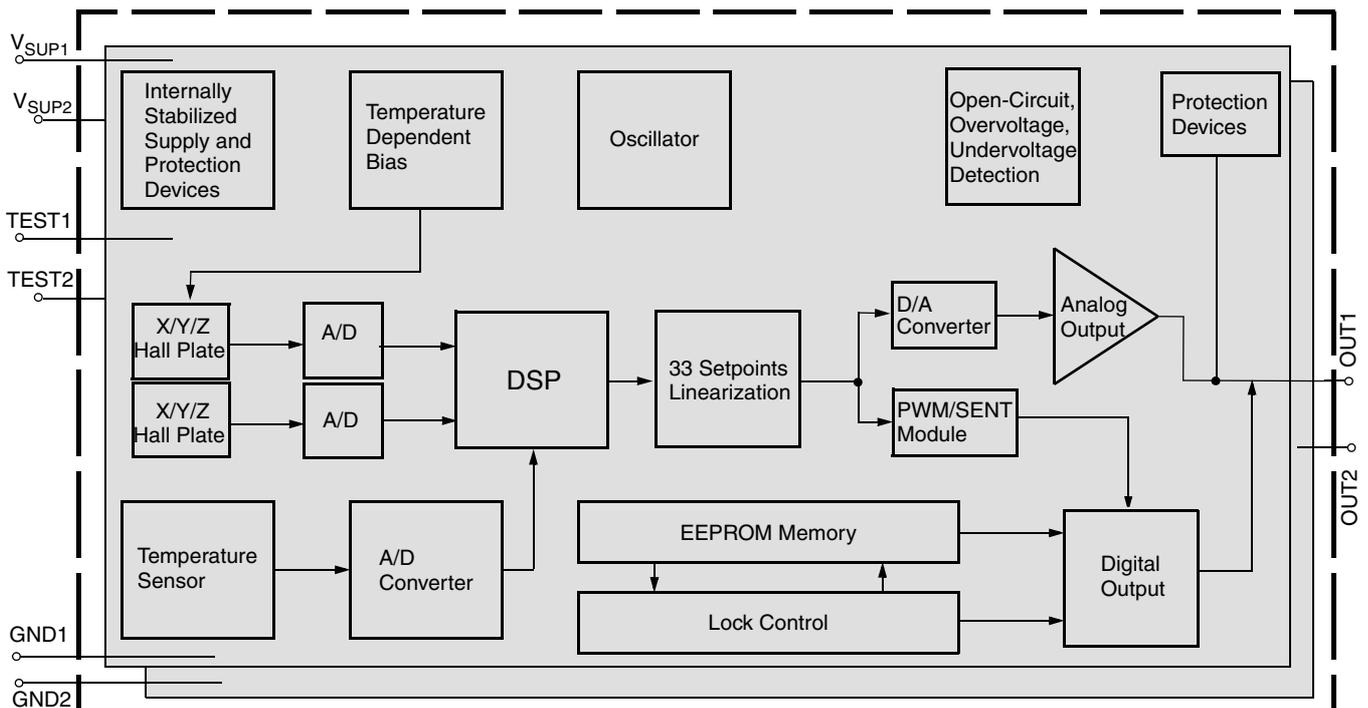 VSUP1
VSUP2
TEST1
TEST2
GND1
GND2
Internally
Stabilized
Supply and
Protection
Devices
Temperature
Dependent
Bias
Oscillator
Open-Circuit,
Overvoltage,
Undervoltage
Detection
Protection
Devices
X/Y/Z
Hall Plate
A/D
X/Y/Z
Hall Plate
A/D
DSP
33 Setpoints
Linearization
D/A
Converter
Analog
Output
PWM/SENT
Module
OUT1
OUT2
Temperature
Sensor
A/D
Converter
EEPROM Memory
Lock Control
Digital
Output